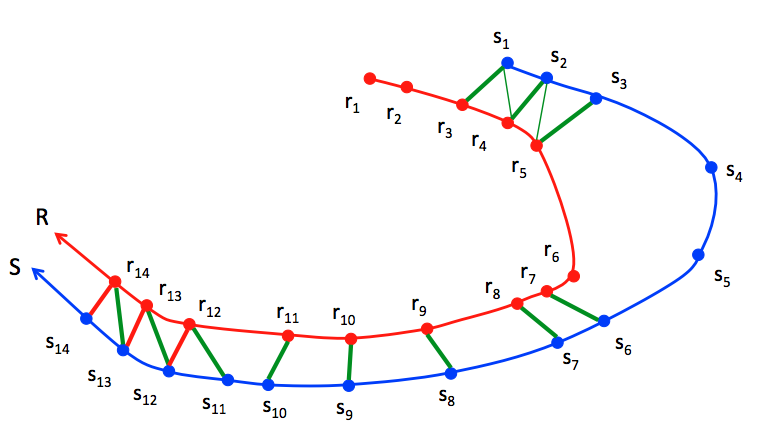 s₁
s₂
s₃
r₁
r₂
r₃
r₄
r₅
s₄
R
S
r₆
s₅
r₁₄
r₁₃
r₁₂
r₁₁
r₁₀
r₉
r₈
r₇
s₁₄
s₁₃
s₁₂
s₁₁
s₁₀
s₉
s₈
s₇
s₆